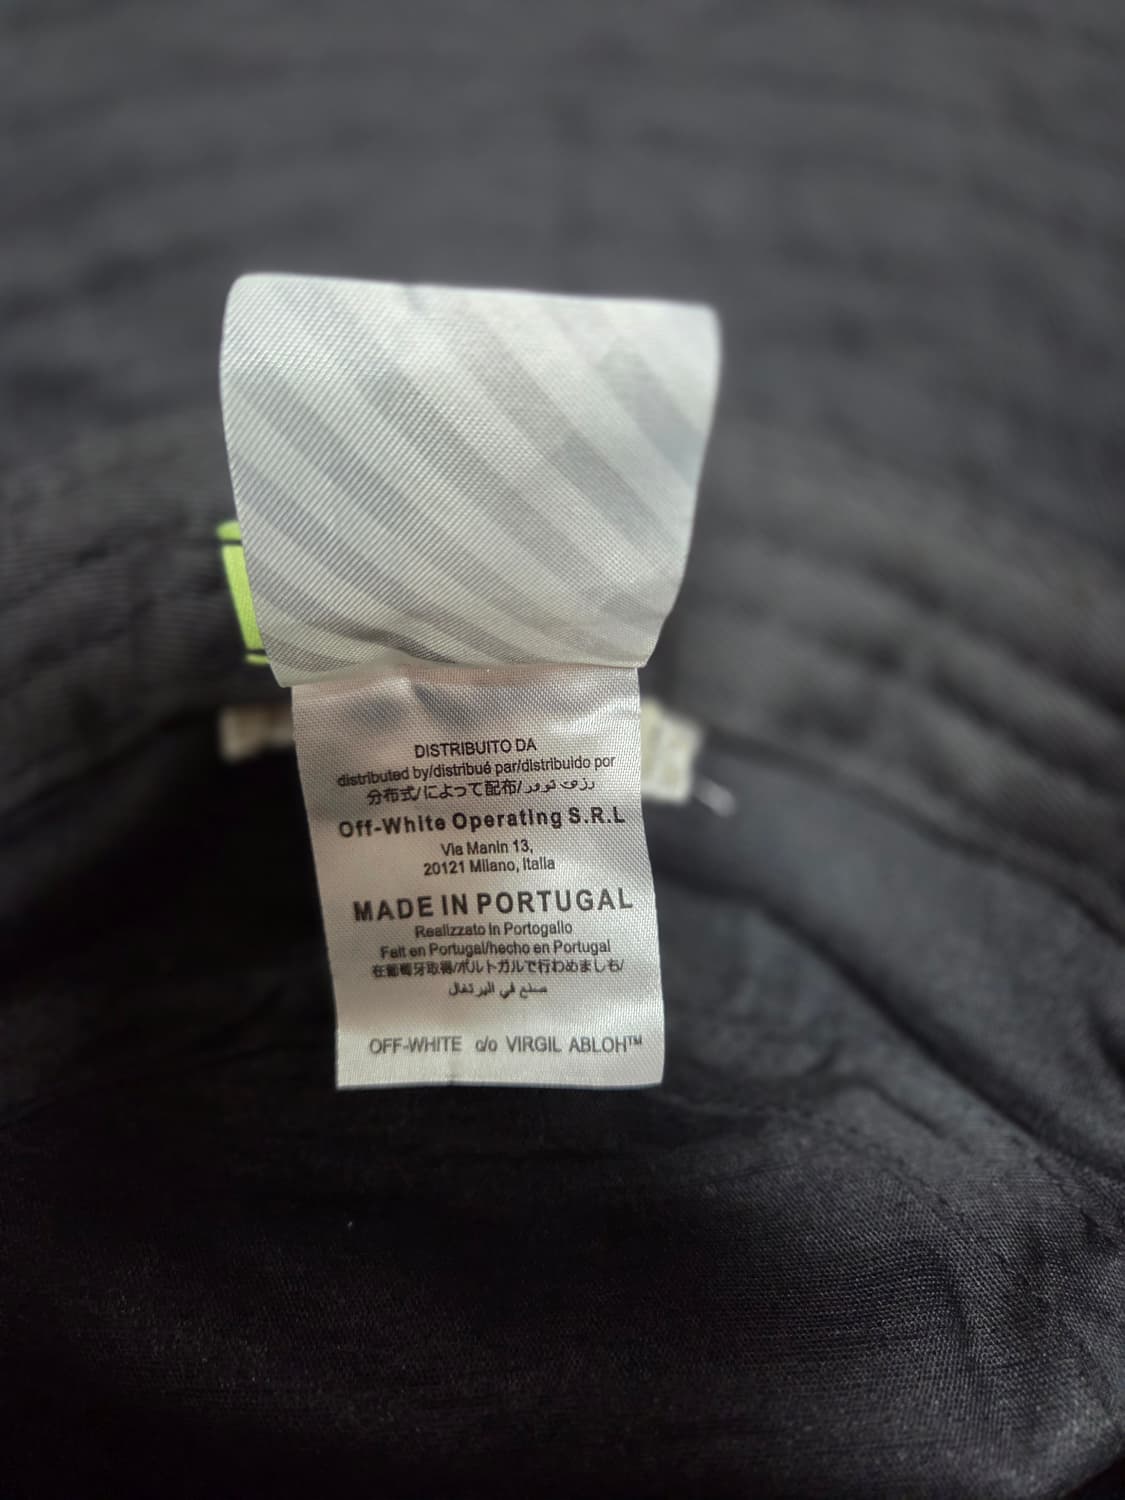 DISTRIBUITO DA
distributed by/distribué par/distribuido por
分布式/によって配布/
Off-White Operating S.R.L
Via Manin 13,
20121 Milano, Italia
MADE IN PORTUGAL
Realizzato in Portogallo
Fait en Portugal/hecho en Portugal
在葡萄牙取得/ポルトガルで行わめましも/
صنع في البرتغال
OFF-WHITE c/o VIRGIL ABLOH™